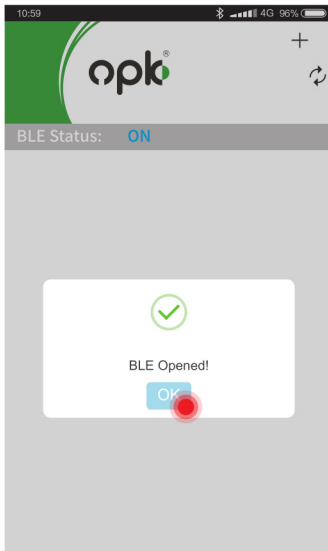 10:59 4G 96%
opk®
BLE Status: ON
BLE Opened!
OK